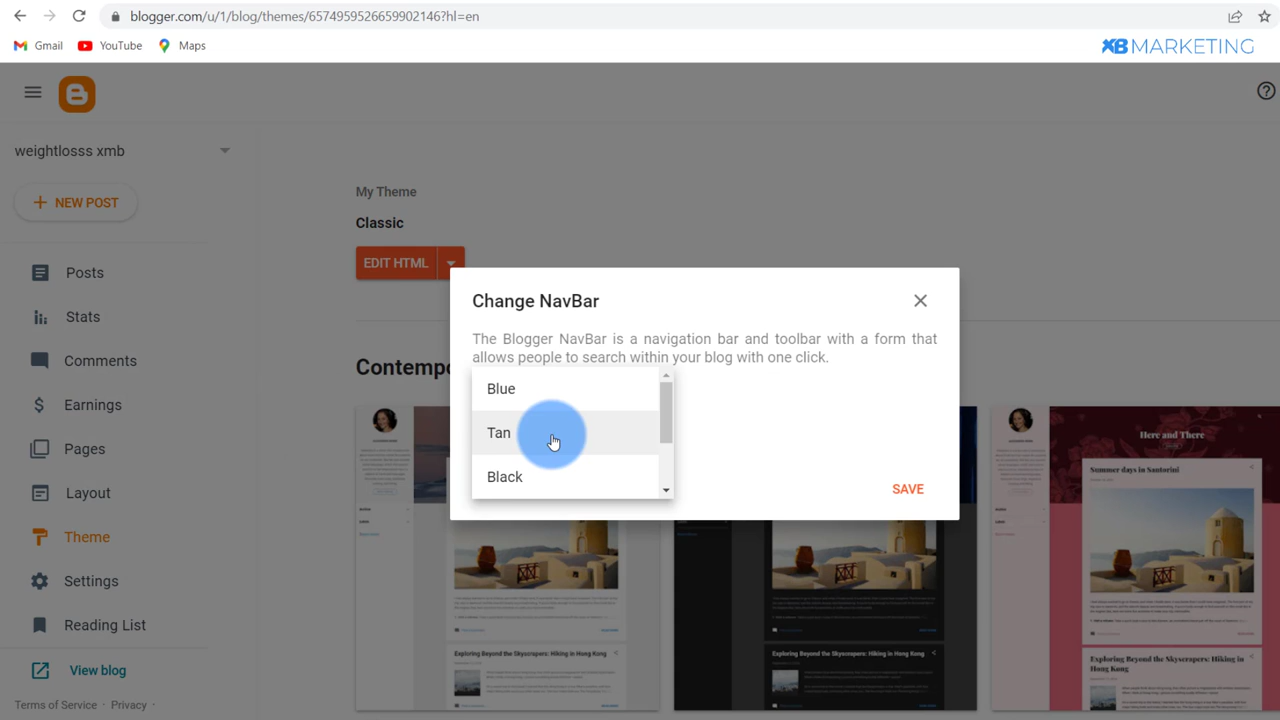 blogger.com/u/1/blog/themes/6574959526659902146?hl=en
Gmail YouTube Maps
XB MARKETING
weightlosss xmb
+ NEW POST
Posts
Stats
Comments
Earnings
Pages
Layout
Theme
Settings
Reading List
View blog
Terms of Service · Privacy ·
My Theme
Classic
EDIT HTML
Contempo
Change NavBar
The Blogger NavBar is a navigation bar and toolbar with a form that
allows people to search within your blog with one click.
Blue
Tan
Black
SAVE
Exploring Beyond the Skyscrapers: Hiking in Hong Kong
Exploring Beyond the Skyscrapers: Hiking in Hong Kong
Here and There
Summer days in Santorini
Exploring Beyond the Skyscrapers: Hiking in
Hong Kong